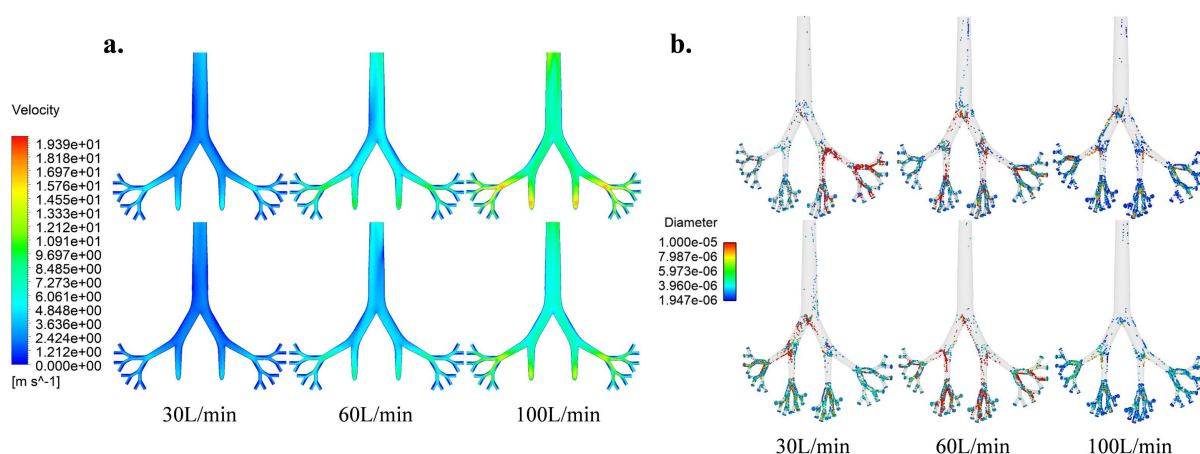 a.
Velocity
1.939e+01
1.818e+01
1.697e+01
1.576e+01
1.455e+01
1.333e+01
1.212e+01
1.091e+01
9.697e+00
8.485e+00
7.273e+00
6.061e+00
4.848e+00
3.636e+00
2.424e+00
1.212e+00
0.000e+00
[m s^-1]
30L/min 60L/min 100L/min
b.
Diameter
1.000e-05
7.987e-06
5.973e-06
3.960e-06
1.947e-06
30L/min 60L/min 100L/min